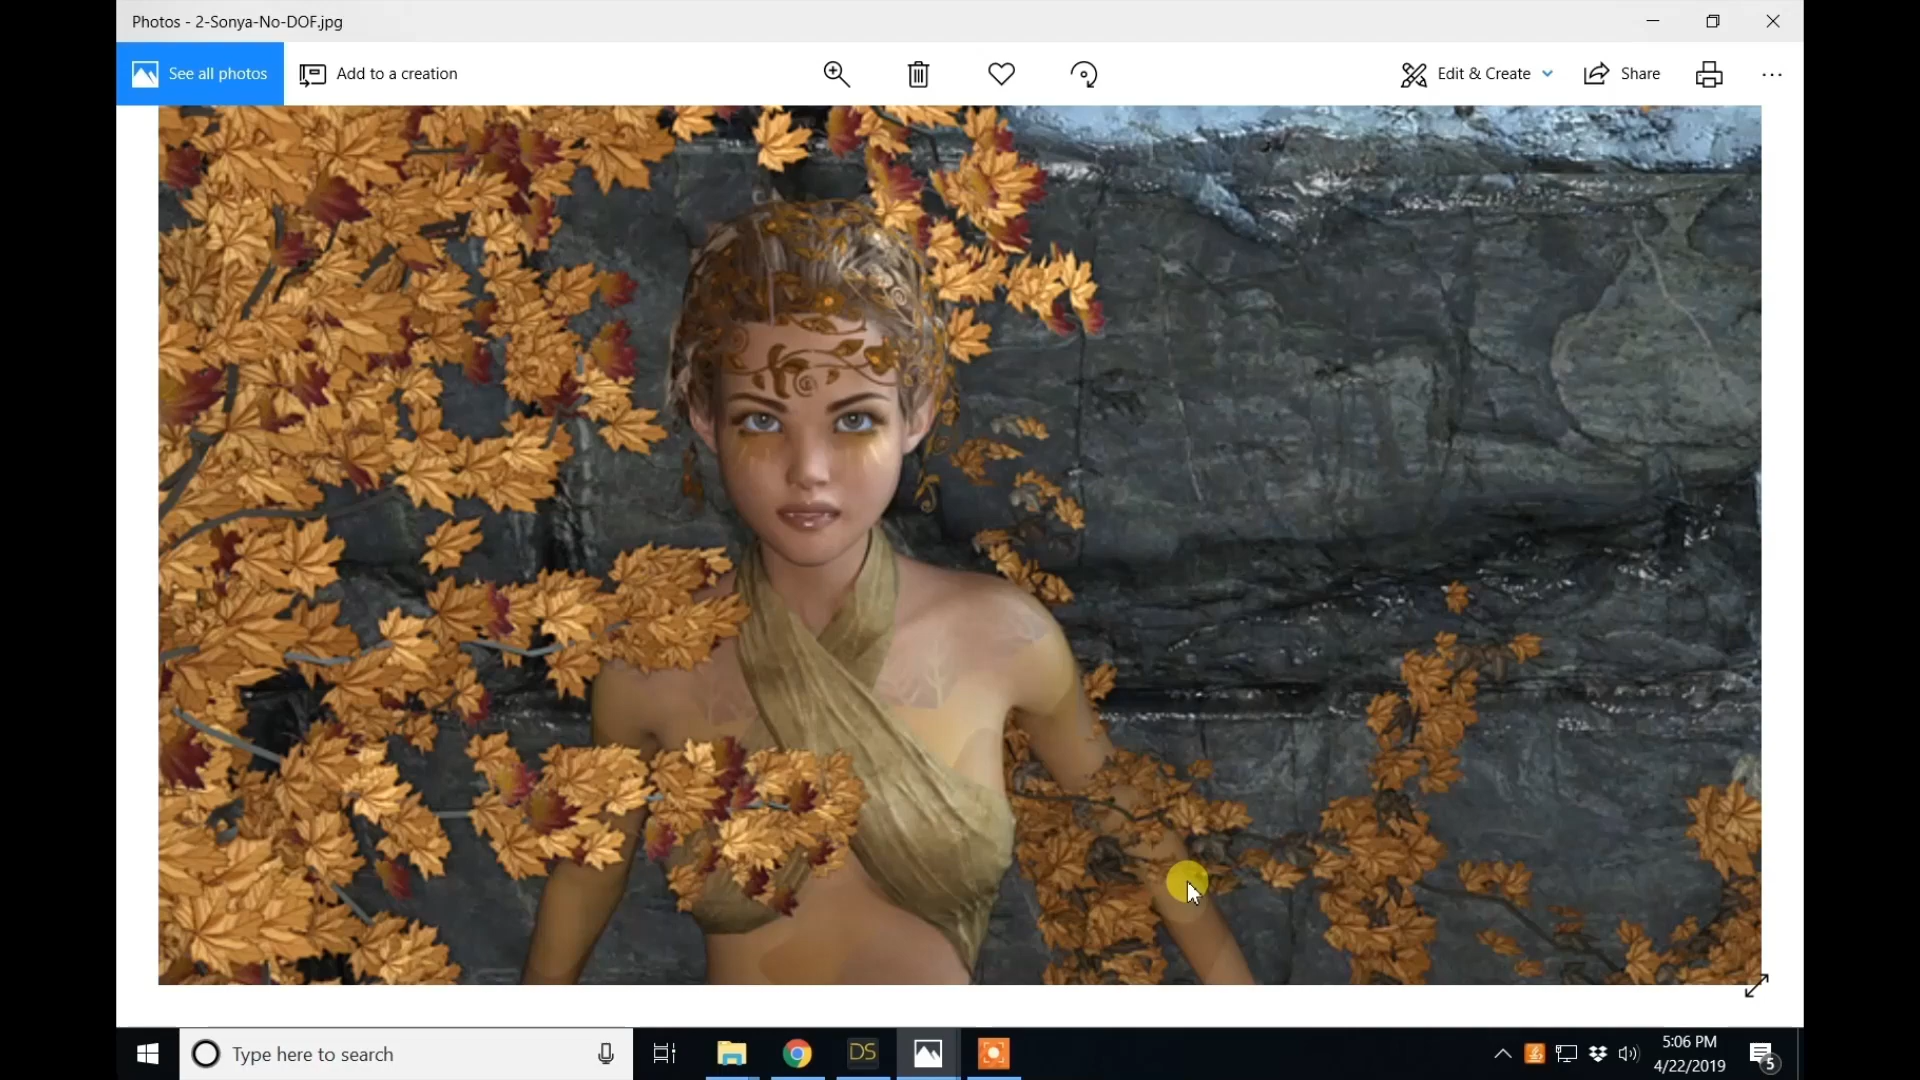 Photos - 2-Sonya-No-DOF.jpg
See all photos
Add to a creation
Edit & Create
Share
Type here to search
DS
5:06 PM
4/22/2019
5